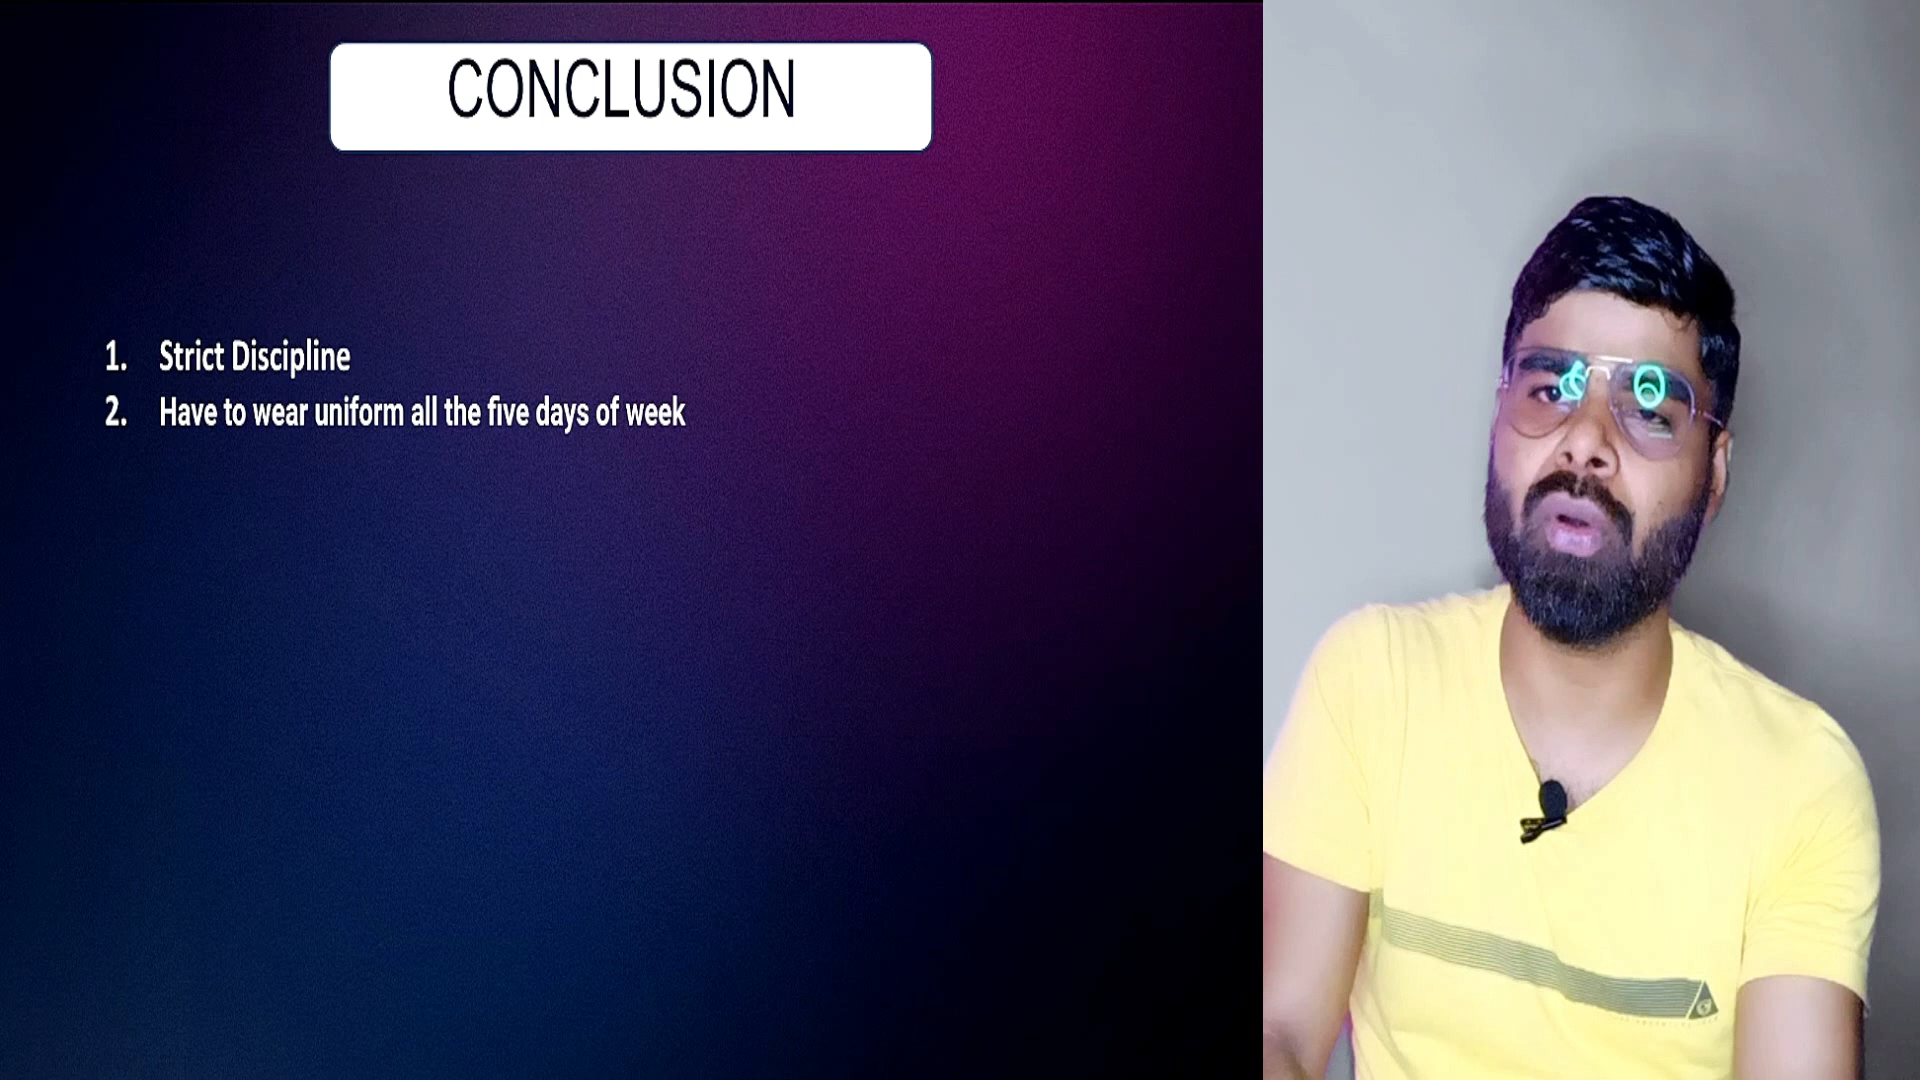 CONCLUSION
1. Strict Discipline
2. Have to wear uniform all the five days of week